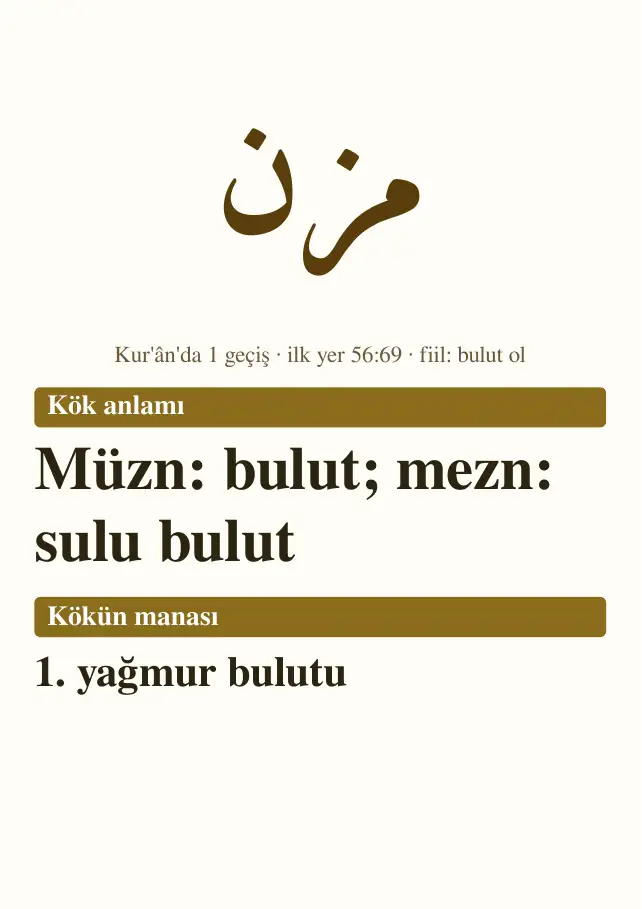 مزن
Kur'ân'da 1 geçiş · ilk yer 56:69 · fiil: bulut ol
Kök anlamı
Müzn: bulut; mezn:
sulu bulut
Kökün manası
1. yağmur bulutu